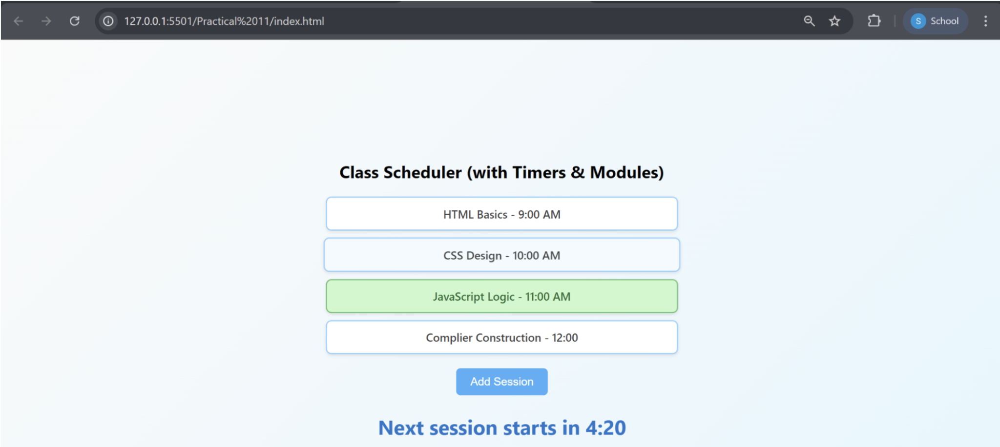 127.0.0.1:5501/Practical%2011/index.html
S School
Class Scheduler (with Timers & Modules)
HTML Basics - 9:00 AM
CSS Design - 10:00 AM
JavaScript Logic - 11:00 AM
Complier Construction - 12:00
Add Session
Next session starts in 4:20